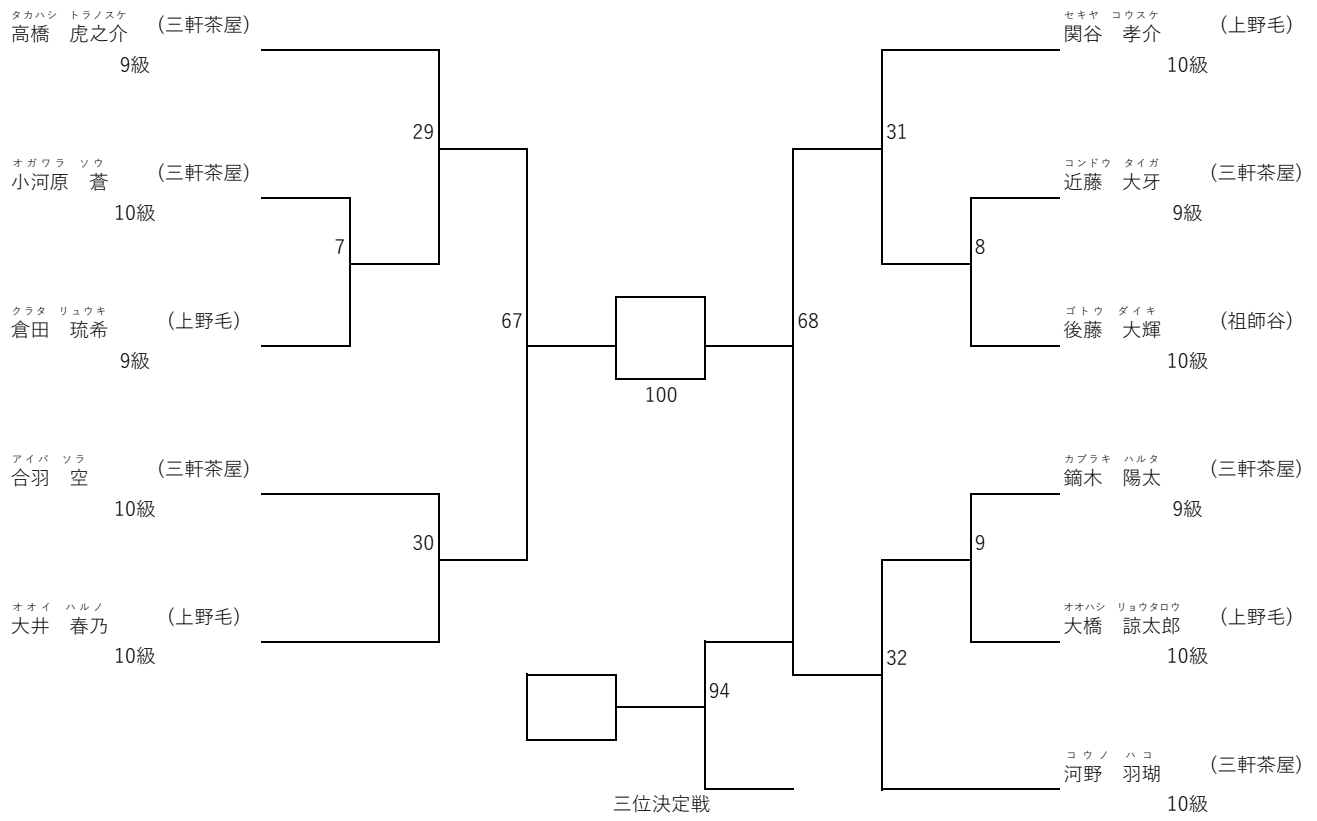 タカハシ　トラノスケ
高橋　虎之介　(三軒茶屋)
9級
29
オガワラ　ソウ
小河原　蒼　(三軒茶屋)
10級
7
クラタ　リュウキ
倉田　琉希　(上野毛)
9級
67
アイバ　ソラ
合羽　空　(三軒茶屋)
10級
30
オオイ　ハルノ
大井　春乃　(上野毛)
10級
100
セキヤ　コウスケ
関谷　孝介　(上野毛)
10級
31
コンドウ　タイガ
近藤　大牙　(三軒茶屋)
9級
8
ゴトウ　ダイキ
後藤　大輝　(祖師谷)
10級
68
カブラキ　ハルタ
鏑木　陽太　(三軒茶屋)
9級
9
オオハシ　リョウタロウ
大橋　諒太郎　(上野毛)
10級
32
コウノ　ハコ
河野　羽瑚　(三軒茶屋)
10級
94
三位決定戦